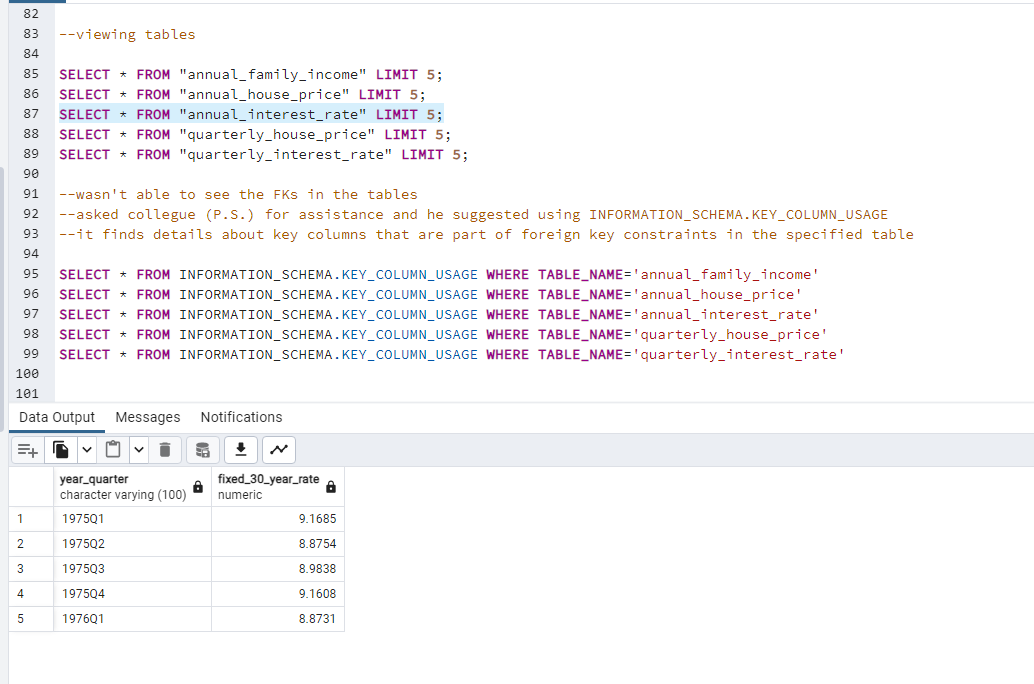 82
83 --viewing tables
84
85 SELECT * FROM "annual_family_income" LIMIT 5;
86 SELECT * FROM "annual_house_price" LIMIT 5;
87 SELECT * FROM "annual_interest_rate" LIMIT 5;
88 SELECT * FROM "quarterly_house_price" LIMIT 5;
89 SELECT * FROM "quarterly_interest_rate" LIMIT 5;
90
91 --wasn't able to see the FKs in the tables
92 --asked collegue (P.S.) for assistance and he suggested using INFORMATION_SCHEMA.KEY_COLUMN_USAGE
93 --it finds details about key columns that are part of foreign key constraints in the specified table
94
95 SELECT * FROM INFORMATION_SCHEMA.KEY_COLUMN_USAGE WHERE TABLE_NAME='annual_family_income'
96 SELECT * FROM INFORMATION_SCHEMA.KEY_COLUMN_USAGE WHERE TABLE_NAME='annual_house_price'
97 SELECT * FROM INFORMATION_SCHEMA.KEY_COLUMN_USAGE WHERE TABLE_NAME='annual_interest_rate'
98 SELECT * FROM INFORMATION_SCHEMA.KEY_COLUMN_USAGE WHERE TABLE_NAME='quarterly_house_price'
99 SELECT * FROM INFORMATION_SCHEMA.KEY_COLUMN_USAGE WHERE TABLE_NAME='quarterly_interest_rate'
100
101
Data Output Messages Notifications
year_quarter fixed_30_year_rate
character varying (100) numeric
1 1975Q1 9.1685
2 1975Q2 8.8754
3 1975Q3 8.9838
4 1975Q4 9.1608
5 1976Q1 8.8731